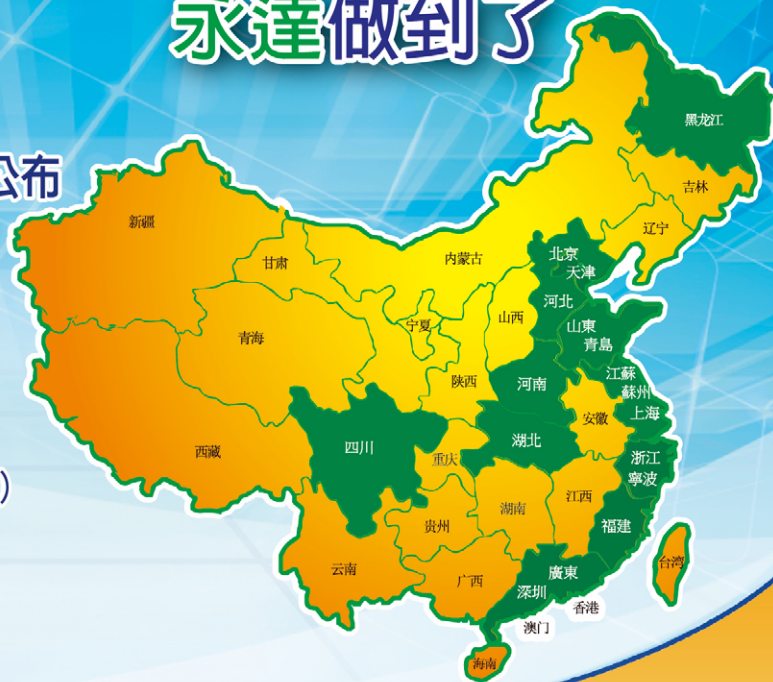 永達做到了
公布
黑龙江
吉林
辽宁
新疆
甘肃
内蒙古
北京
天津
河北
山西
宁夏
青海
山東
青島
陕西
河南
江蘇
蘇州
上海
安徽
湖北
四川
重庆
西藏
浙江
寧波
)
江西
湖南
福建
贵州
云南
广西
廣東
深圳
香港
澳门
台湾
海南